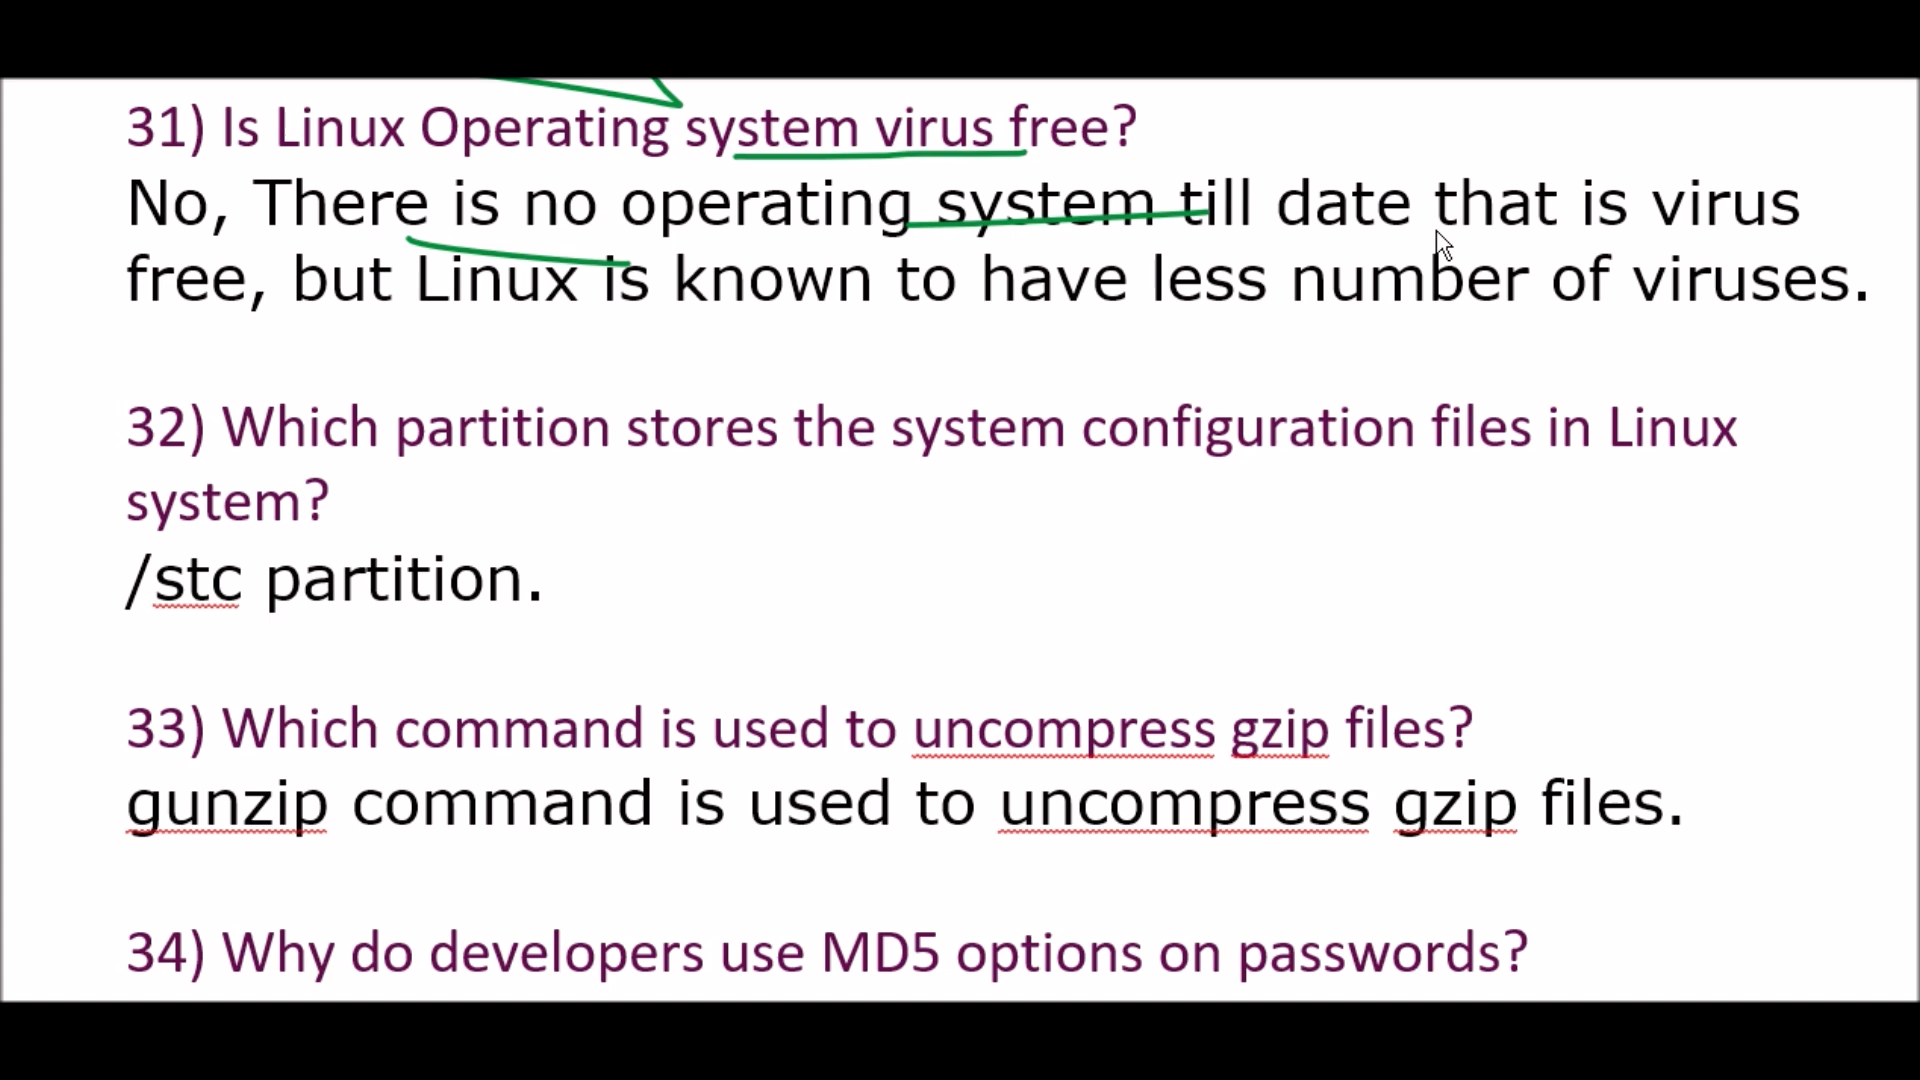 31) Is Linux Operating system virus free?
No, There is no operating system till date that is virus
free, but Linux is known to have less number of viruses.
32) Which partition stores the system configuration files in Linux
system?
/stc partition.
33) Which command is used to uncompress gzip files?
gunzip command is used to uncompress gzip files.
34) Why do developers use MD5 options on passwords?